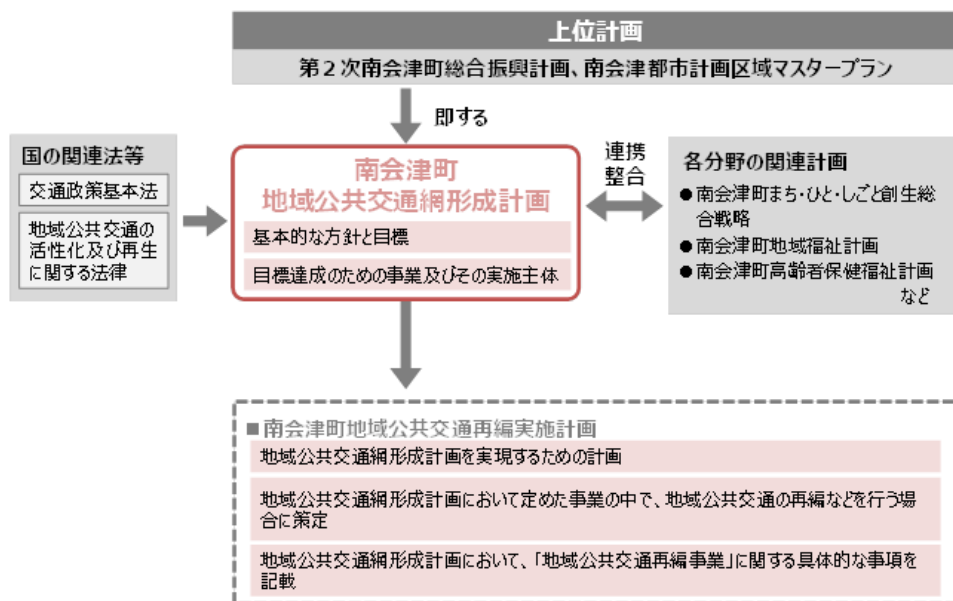 上位計画
第2次南会津町総合振興計画、南会津都市計画区域マスタープラン
即する
国の関連法等
交通政策基本法
地域公共交通の
活性化及び再生
に関する法律
南会津町
地域公共交通網形成計画
基本的な方針と目標
目標達成のための事業及びその実施主体
連携
整合
各分野の関連計画
●南会津町まち・ひと・しごと創生総
合戦略
●南会津町地域福祉計画
●南会津町高齢者保健福祉計画
など
■南会津町地域公共交通再編実施計画
地域公共交通網形成計画を実現するための計画
地域公共交通網形成計画において定めた事業の中で、地域公共交通の再編などを行う場
合に策定
地域公共交通網形成計画において、「地域公共交通再編事業」に関する具体的な事項を
記載